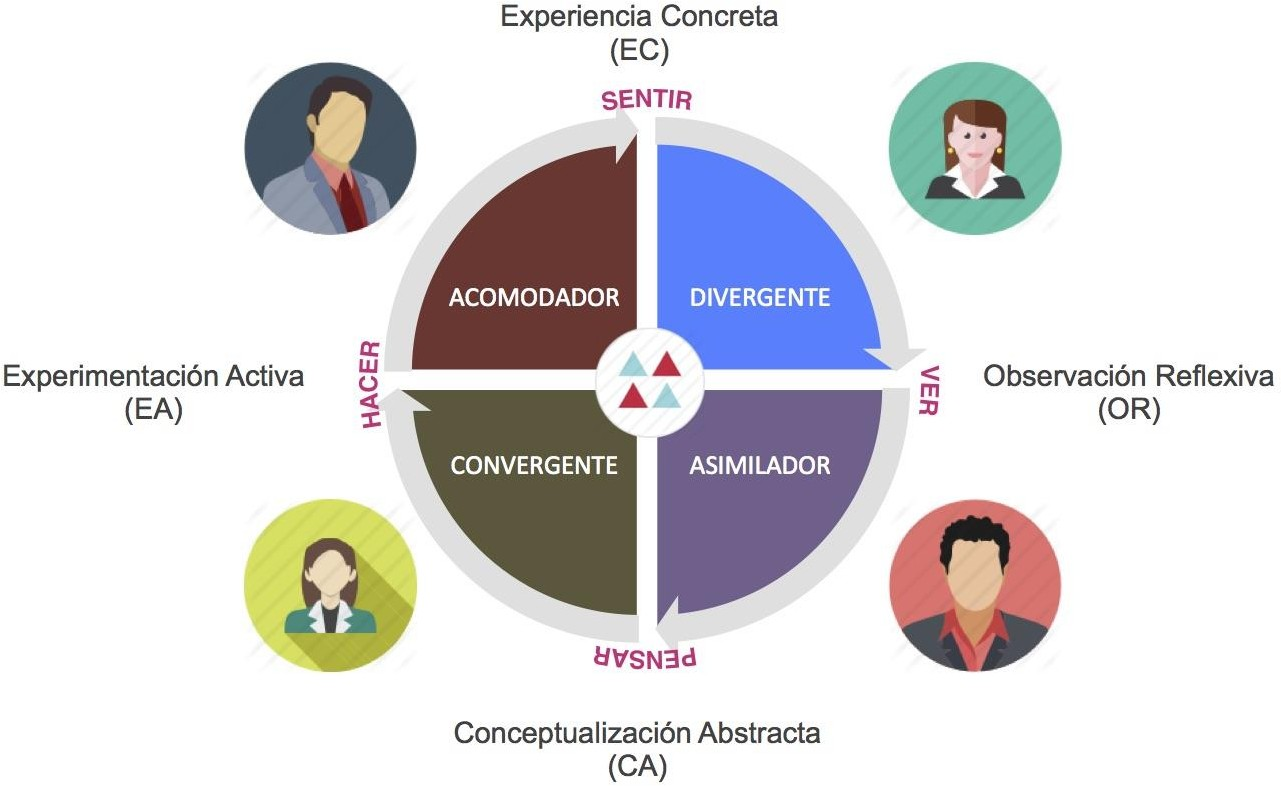 Experiencia Concreta
(EC)
SENTIR
ACOMODADOR
DIVERGENTE
HACER
Experimentación Activa
(EA)
VER
Observación Reflexiva
(OR)
CONVERGENTE
ASIMILADOR
PENSAR
Conceptualización Abstracta
(CA)